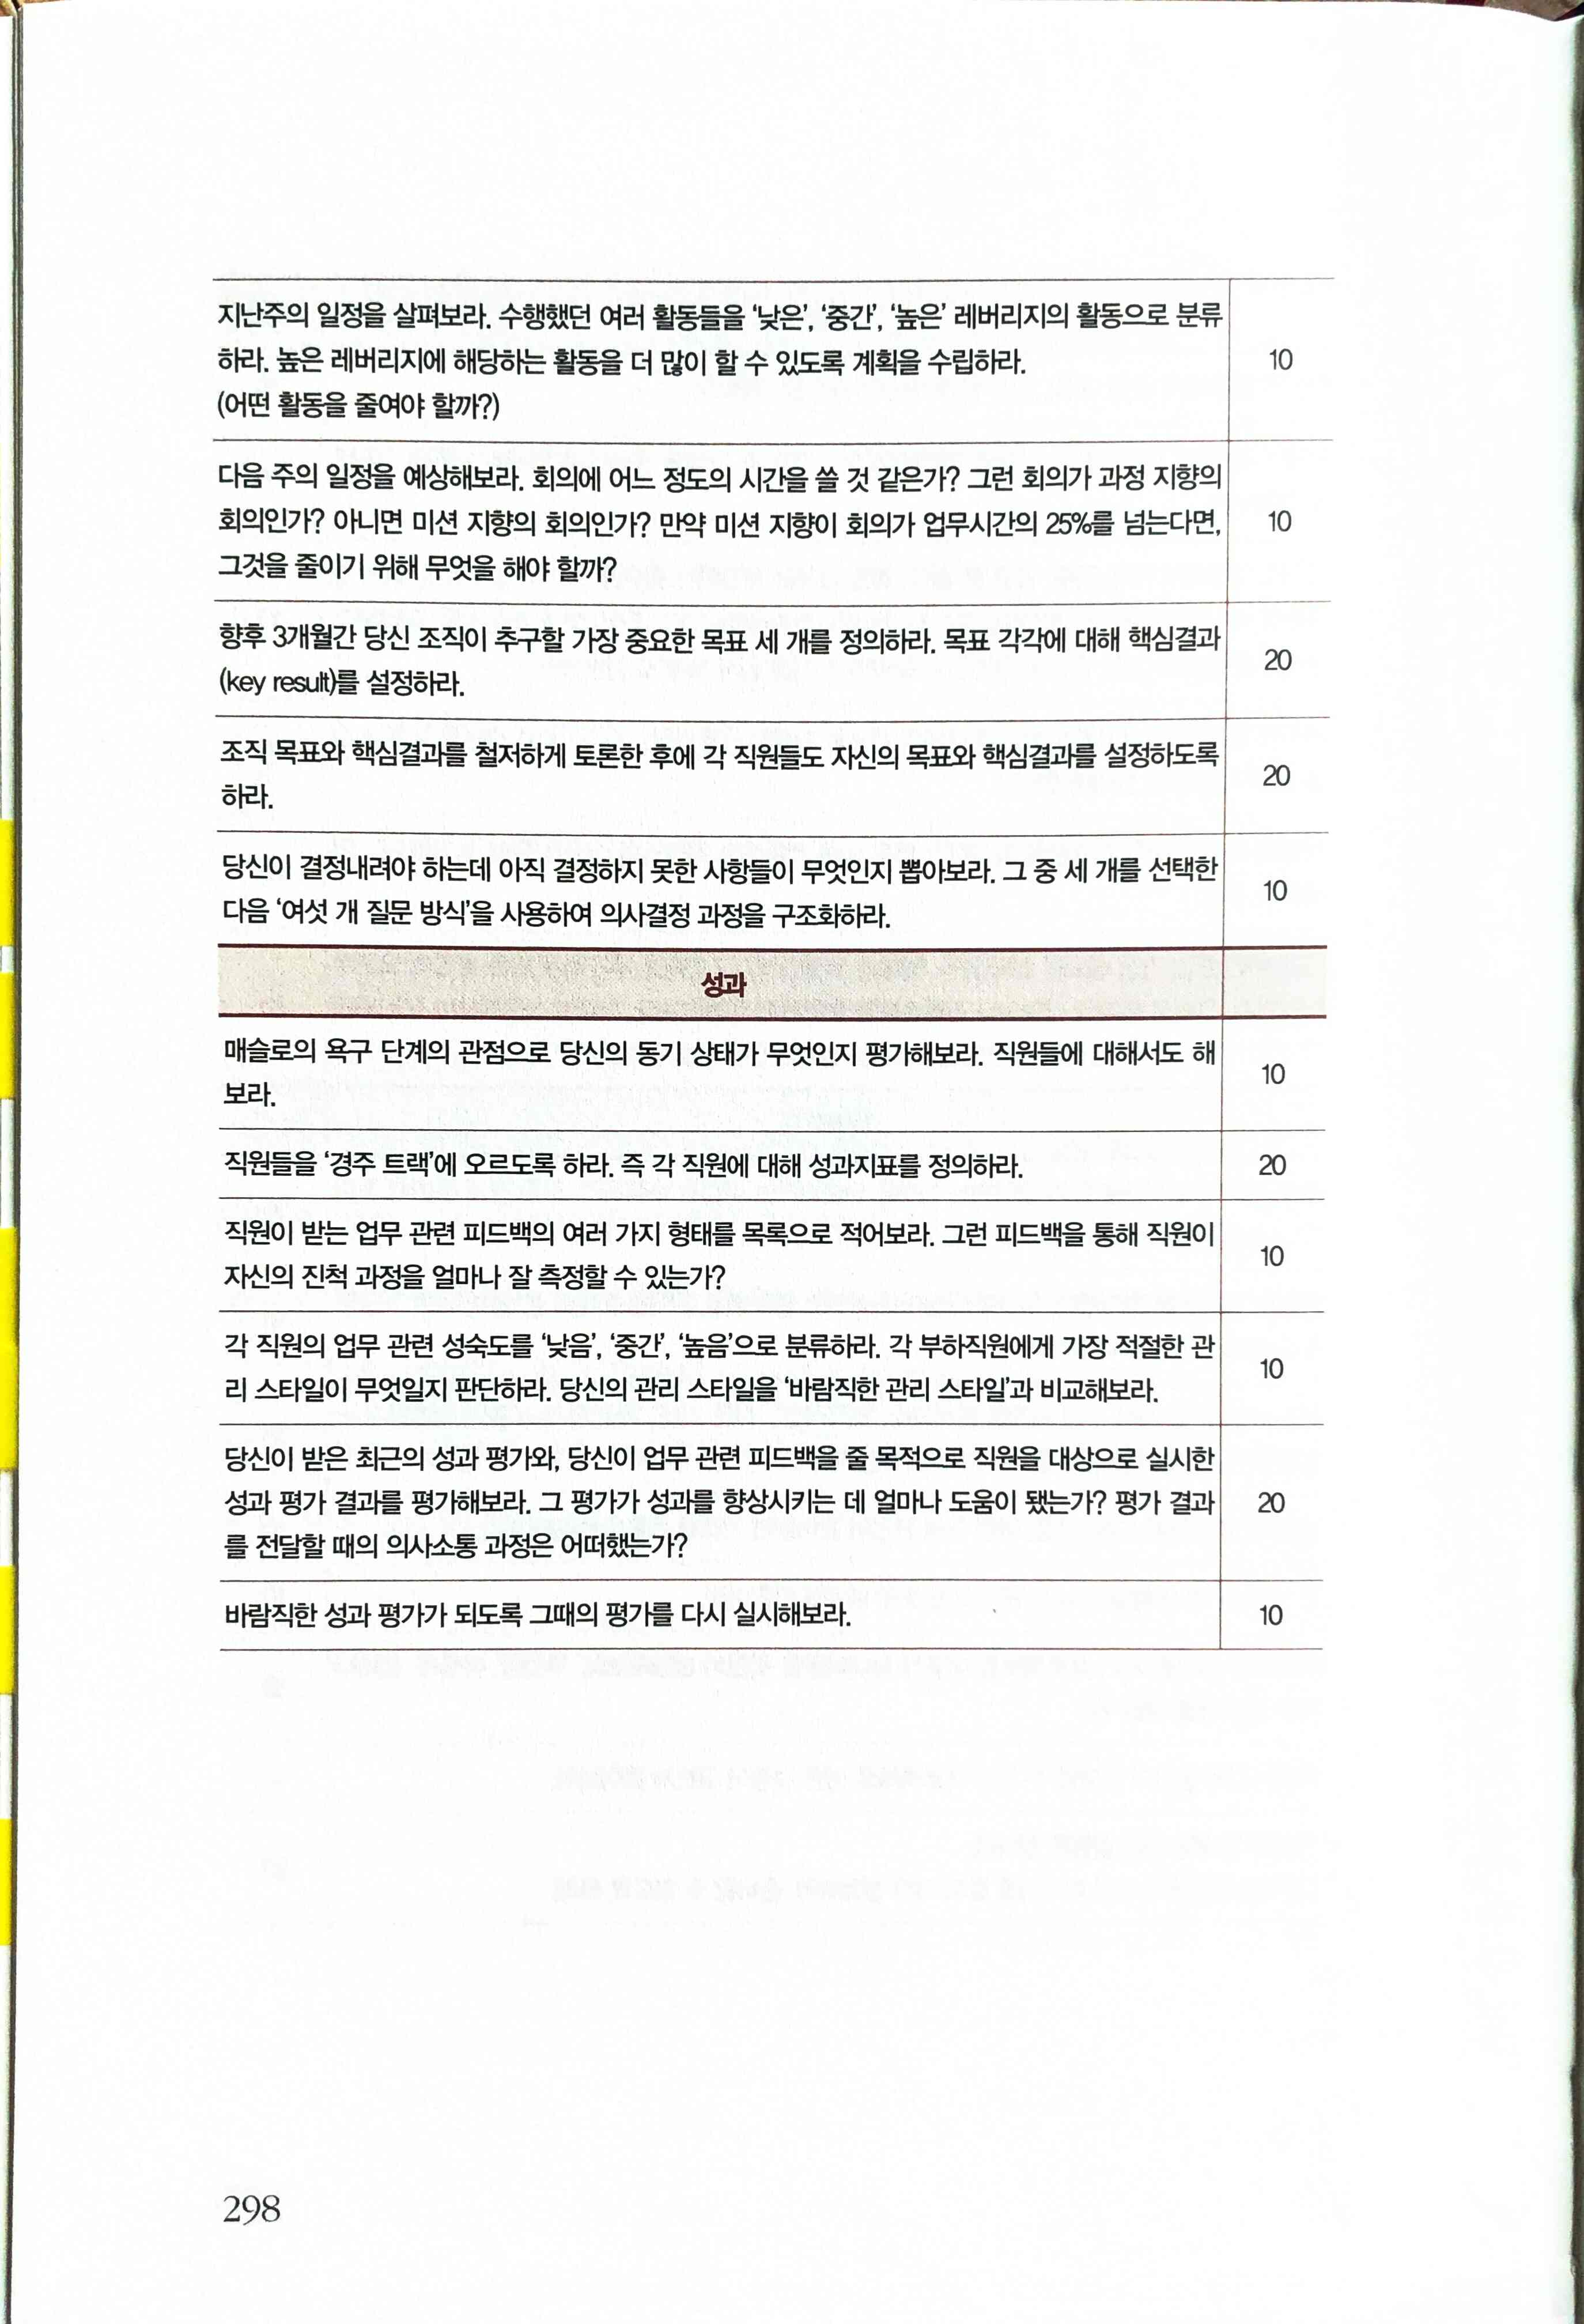 지난주의 일정을 살펴보라. 수행했던 여러 활동들을 ‘낮은’, ‘중간’, ‘높은’ 레버리지의 활동으로 분류
하라. 높은 레버리지에 해당하는 활동을 더 많이 할 수 있도록 계획을 수립하라.
10
(어떤 활동을 줄여야 할까?)
다음 주의 일정을 예상해보라. 회의에 어느 정도의 시간을 쓸 것 같은가? 그런 회의가 과정 지향의
회의인가? 아니면 미션 지향의 회의인가? 만약 미션 지향이 회의가 업무시간의 25%를 넘는다면,
10
그것을 줄이기 위해 무엇을 해야 할까?
향후 3개월간 당신 조직이 추구할 가장 중요한 목표 세 개를 정의하라. 목표 각각에 대해 핵심결과
(key result)를 설정하라.
20
조직 목표와 핵심결과를 철저하게 토론한 후에 각 직원들도 자신의 목표와 핵심결과를 설정하도록
하라.
20
당신이 결정내려야 하는데 아직 결정하지 못한 사항들이 무엇인지 뽑아보라. 그 중 세 개를 선택한
다음 ‘여섯 개 질문 방식’을 사용하여 의사결정 과정을 구조화하라.
10
성과
매슬로의 욕구 단계의 관점으로 당신의 동기 상태가 무엇인지 평가해보라. 직원들에 대해서도 해
보라.
10
직원들을 ‘경주 트랙’에 오르도록 하라. 즉 각 직원에 대해 성과지표를 정의하라.
20
직원이 받는 업무 관련 피드백의 여러 가지 형태를 목록으로 적어보라. 그런 피드백을 통해 직원이
자신의 진척 과정을 얼마나 잘 측정할 수 있는가?
10
각 직원의 업무 관련 성숙도를 ‘낮음’, ‘중간’, ‘높음’으로 분류하라. 각 부하직원에게 가장 적절한 관
리 스타일이 무엇일지 판단하라. 당신의 관리 스타일을 ‘바람직한 관리 스타일’과 비교해보라.
10
당신이 받은 최근의 성과 평가와, 당신이 업무 관련 피드백을 줄 목적으로 직원을 대상으로 실시한
성과 평가 결과를 평가해보라. 그 평가가 성과를 향상시키는 데 얼마나 도움이 됐는가? 평가 결과
20
를 전달할 때의 의사소통 과정은 어떠했는가?
바람직한 성과 평가가 되도록 그때의 평가를 다시 실시해보라.
10
298